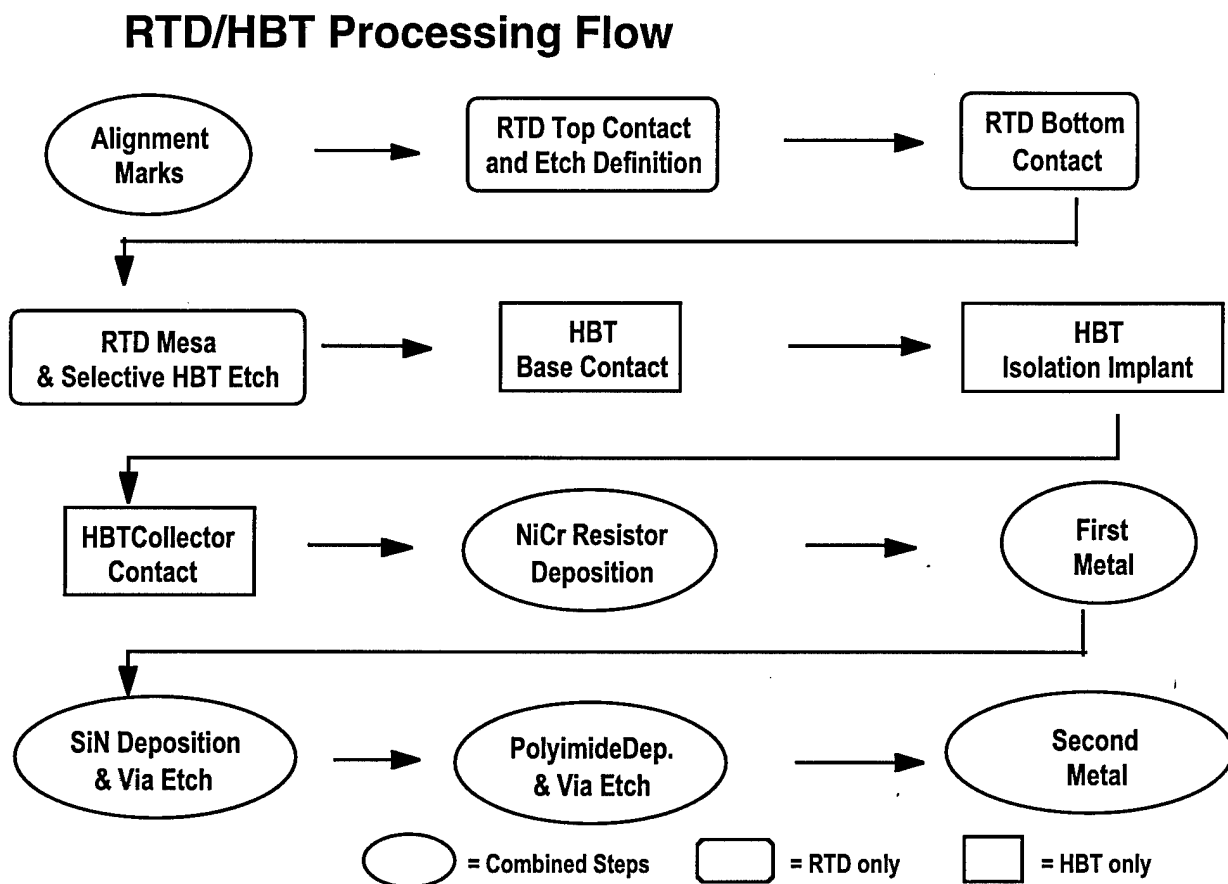 RTD/HBT Processing Flow
Alignment
Marks
RTD Top Contact
and Etch Definition
RTD Bottom
Contact
RTD Mesa
& Selective HBT Etch
HBT
Base Contact
HBT
Isolation Implant
HBTCollector
Contact
NiCr Resistor
Deposition
First
Metal
SiN Deposition
& Via Etch
PolyimideDep.
& Via Etch
Second
Metal
= Combined Steps
= RTD only
= HBT only